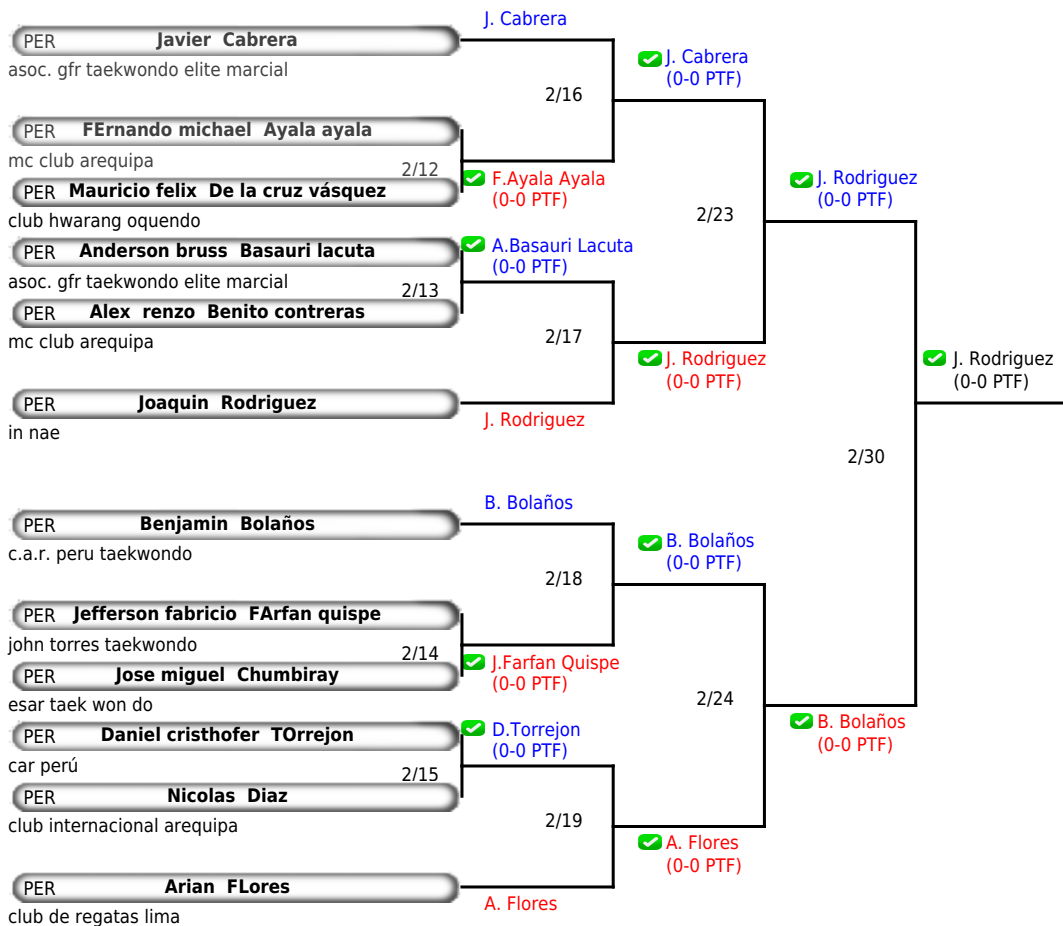 J. Cabrera
PER Javier Cabrera
asoc. gfr taekwondo elite marcial
J. Cabrera
(0-0 PTF)
2/16
PER FErnando michael Ayala ayala
mc club arequipa
2/12
F.Ayala Ayala
(0-0 PTF)
PER Mauricio felix De la cruz vásquez
club hwarang oquendo
J. Rodriguez
(0-0 PTF)
2/23
PER Anderson bruss Basauri lacuta
asoc. gfr taekwondo elite marcial
A.Basauri Lacuta
(0-0 PTF)
2/13
PER Alex renzo Benito contreras
mc club arequipa
2/17
J. Rodriguez
(0-0 PTF)
J. Rodriguez
(0-0 PTF)
PER Joaquin Rodriguez
in nae
J. Rodriguez
2/30
B. Bolaños
PER Benjamin Bolaños
c.a.r. peru taekwondo
B. Bolaños
(0-0 PTF)
2/18
PER Jefferson fabricio FArfan quispe
john torres taekwondo
2/14
J.Farfan Quispe
(0-0 PTF)
PER Jose miguel Chumbiray
esar taek won do
2/24
B. Bolaños
(0-0 PTF)
PER Daniel cristhofer TOrrejon
car perú
D.Torrejon
(0-0 PTF)
2/15
PER Nicolas Diaz
club internacional arequipa
2/19
A. Flores
(0-0 PTF)
PER Arian FLores
club de regatas lima
A. Flores